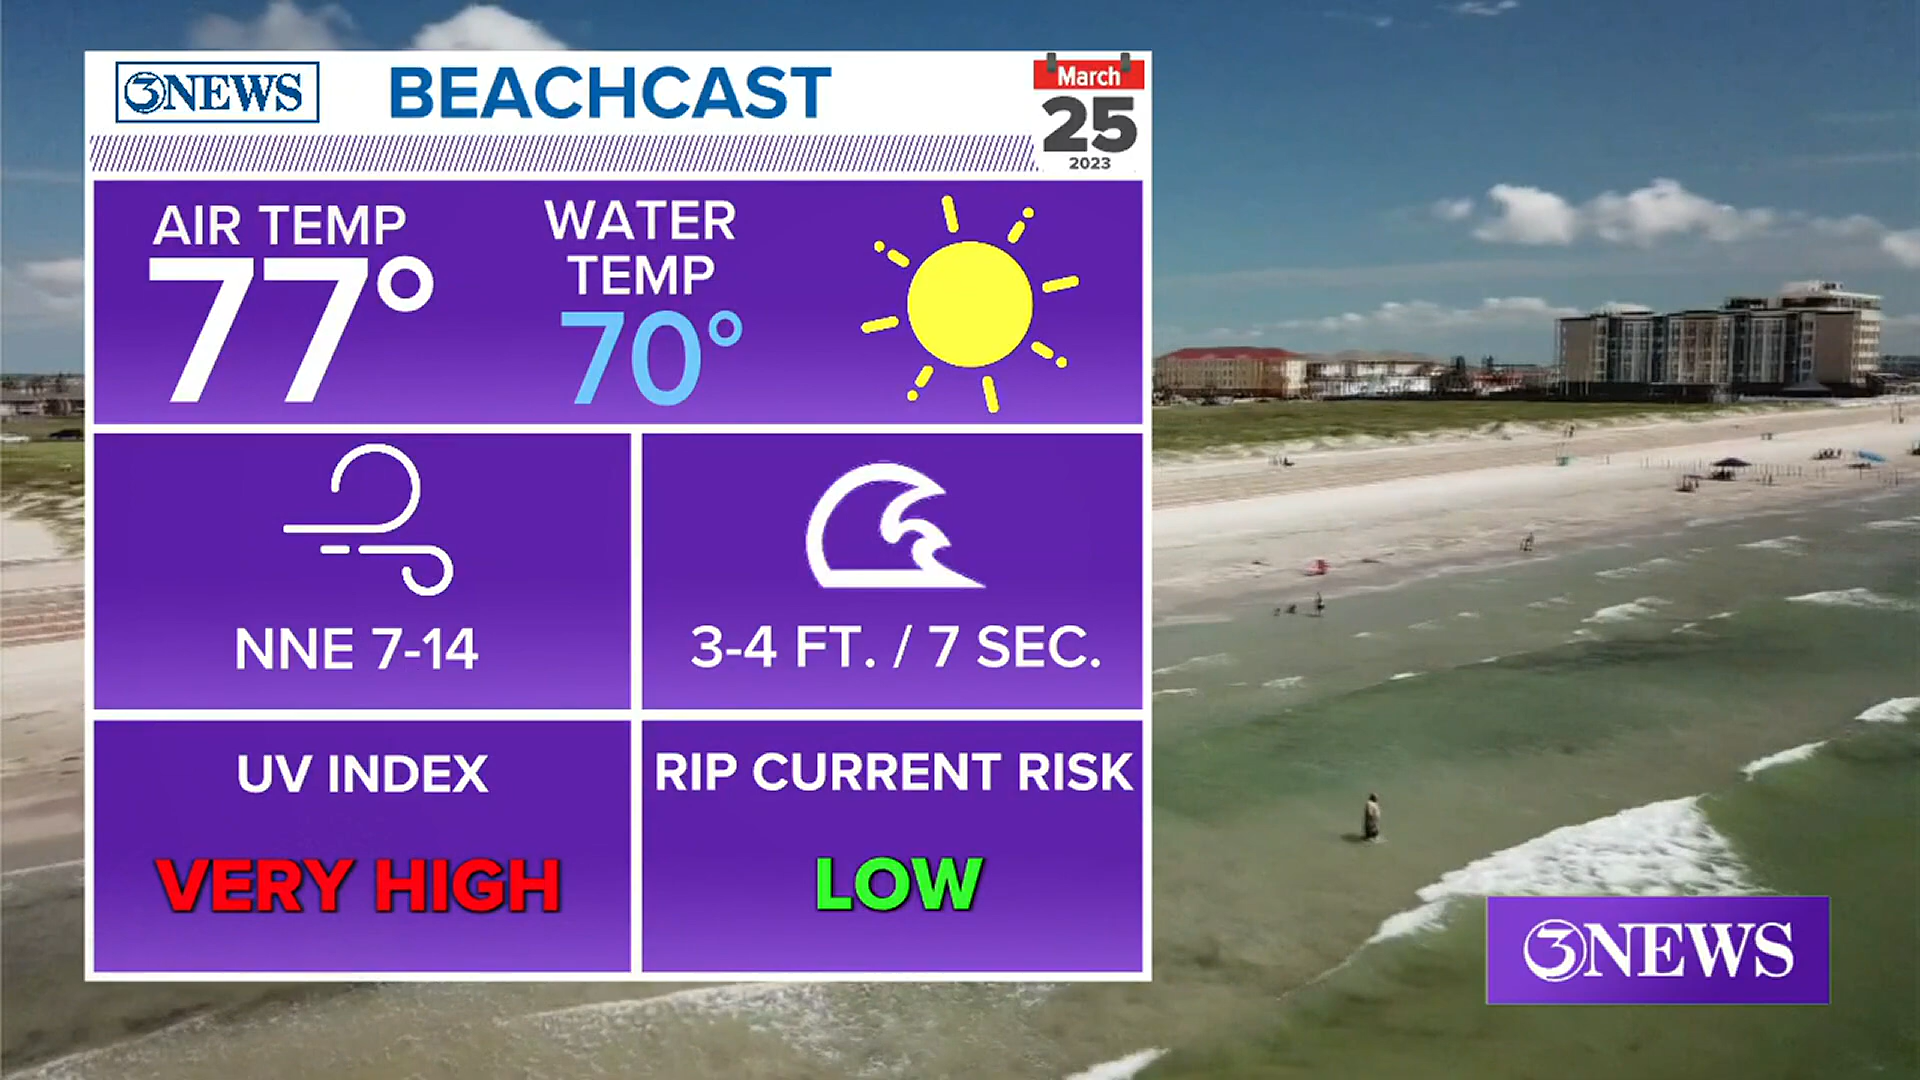 3NEWS
BEACHCAST
March
25
2023
AIR TEMP
77°
WATER
TEMP
70°
NNE 7-14
3-4 FT. / 7 SEC.
UV INDEX
VERY HIGH
RIP CURRENT RISK
LOW
3NEWS